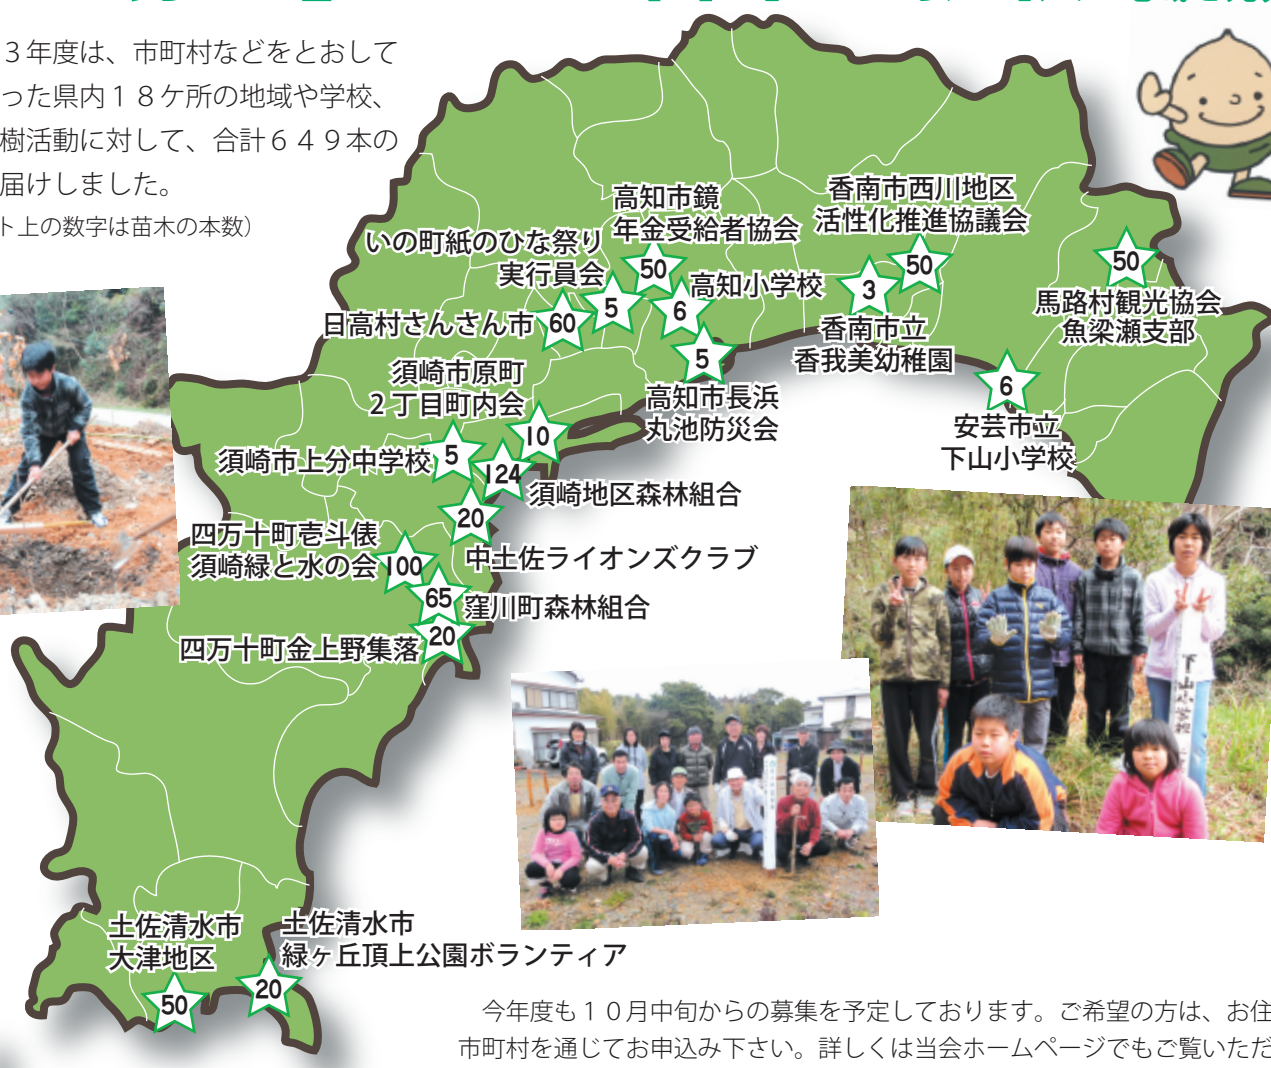 ３年度は、市町村などをとおして
った県内１８ケ所の地域や学校、
樹活動に対して、合計６４９本の
届けしました。
ト上の数字は苗木の本数）
高知市鏡
年金受給者協会
50
香南市西川地区
活性化推進協議会
50
いの町紙のひな祭り
実行員会
5
高知小学校
6
3
香南市立
香我美幼稚園
50
馬路村観光協会
魚梁瀬支部
日高村さんさん市
60
5
高知市長浜
丸池防災会
6
安芸市立
下山小学校
須崎市原町
２丁目町内会
10
須崎市上分中学校
5
124
須崎地区森林組合
20
中土佐ライオンズクラブ
四万十町壱斗俵
須崎緑と水の会
100
65
窪川町森林組合
四万十町金上野集落
20
下山小学校
土佐清水市
大津地区
50
土佐清水市
緑ヶ丘頂上公園ボランティア
20
今年度も１０月中旬からの募集を予定しております。ご希望の方は、お住
市町村を通じてお申込み下さい。詳しくは当会ホームページでもご覧いただ